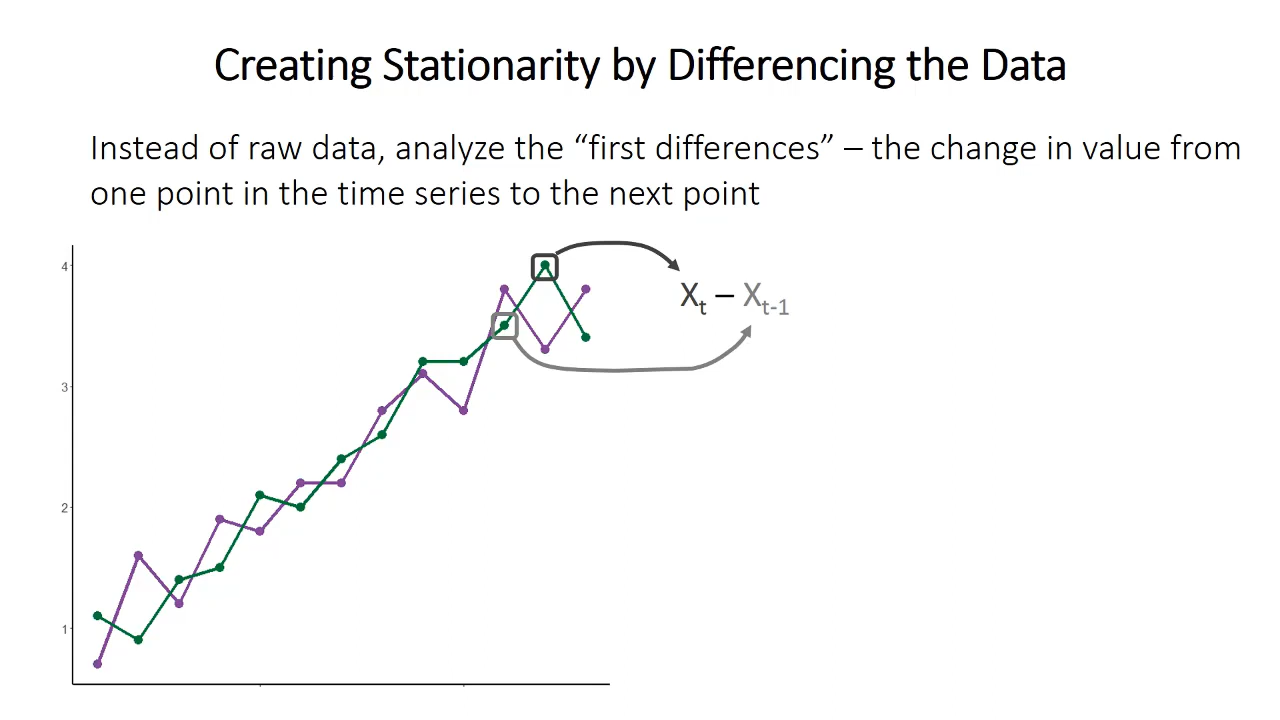 Creating Stationarity by Differencing the Data
Instead of raw data, analyze the “first differences” – the change in value from
one point in the time series to the next point
4
Xt – Xt-1
3
2
1